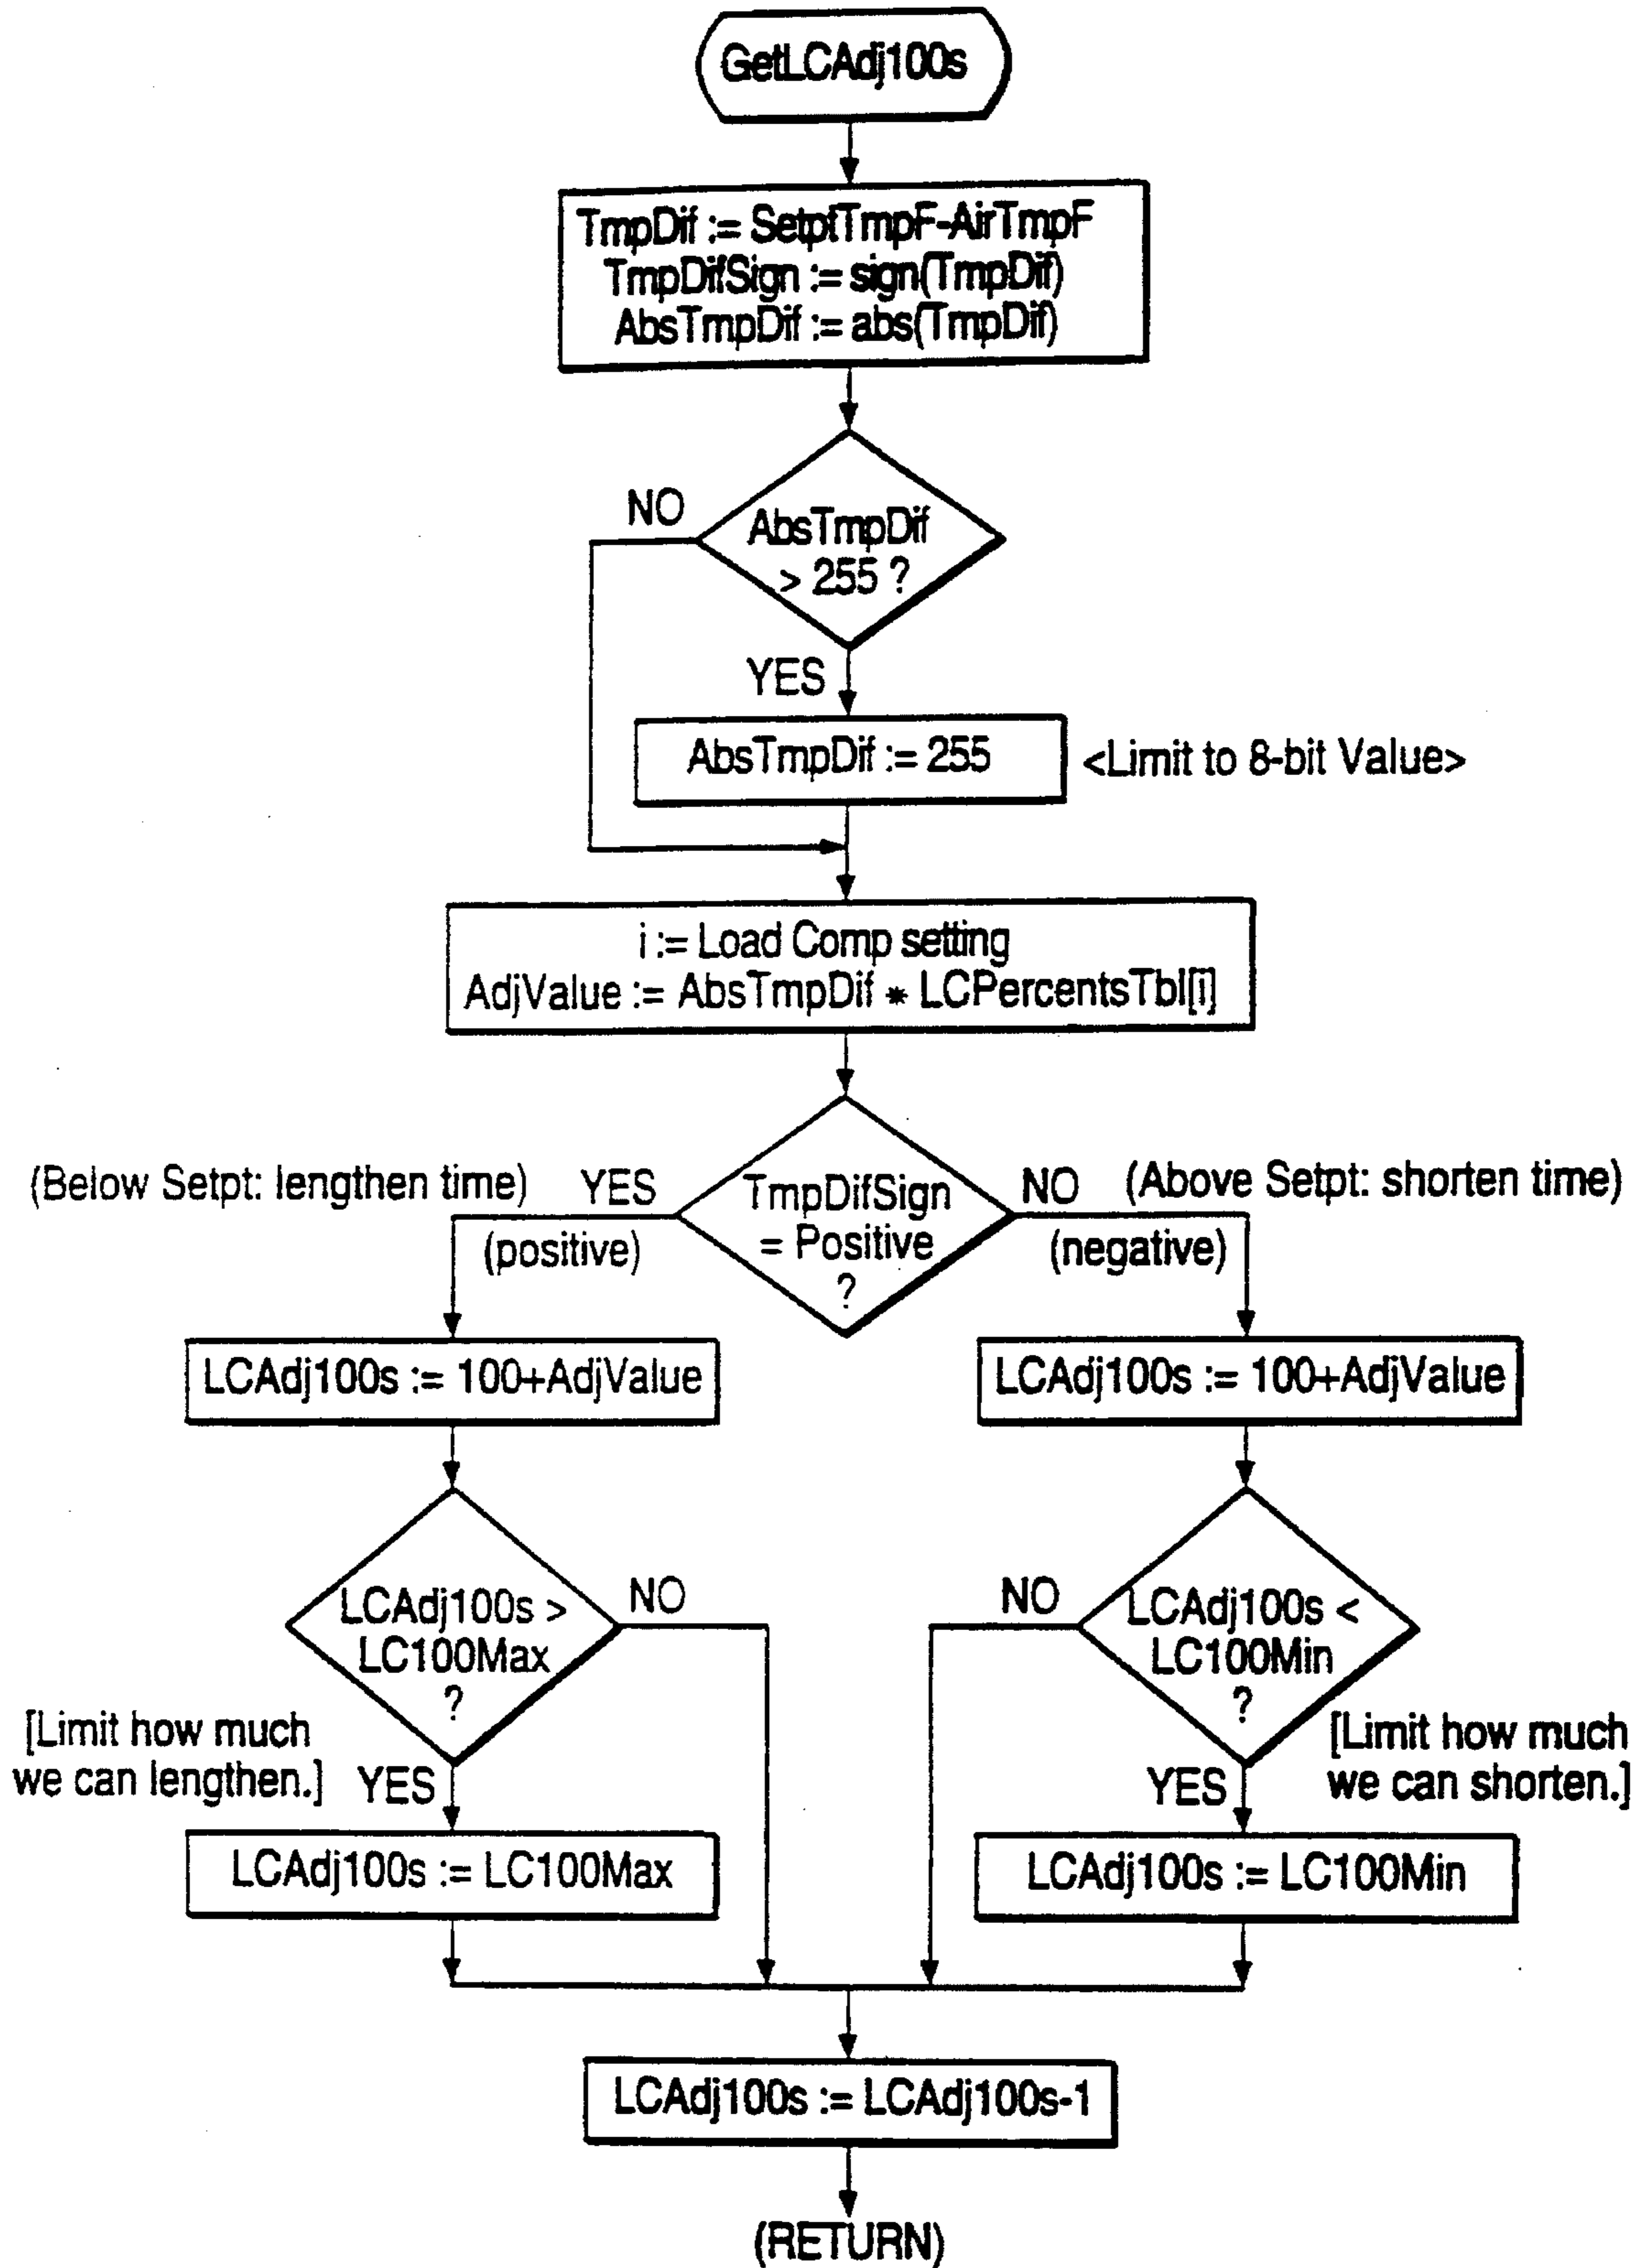 GetLCAdj100s
TmpDif := SetptTmpF-AirTmpF
TmpDifSign := sign(TmpDif)
AbsTmpDif := abs(TmpDif)
NO
AbsTmpDif
> 255 ?
YES
AbsTmpDif := 255
<Limit to 8-bit Value>
i := Load Comp setting
AdjValue := AbsTmpDif * LCPercentsTbl[i]
(Below Setpt: lengthen time)
YES
(positive)
TmpDifSign
= Positive
?
NO
(Above Setpt: shorten time)
(negative)
LCAdj100s := 100+AdjValue
LCAdj100s := 100+AdjValue
LCAdj100s >
LC100Max
?
NO
NO
LCAdj100s <
LC100Min
?
[Limit how much
we can lengthen.]
YES
YES
[Limit how much
we can shorten.]
LCAdj100s := LC100Max
LCAdj100s := LC100Min
LCAdj100s := LCAdj100s-1
(RETURN)